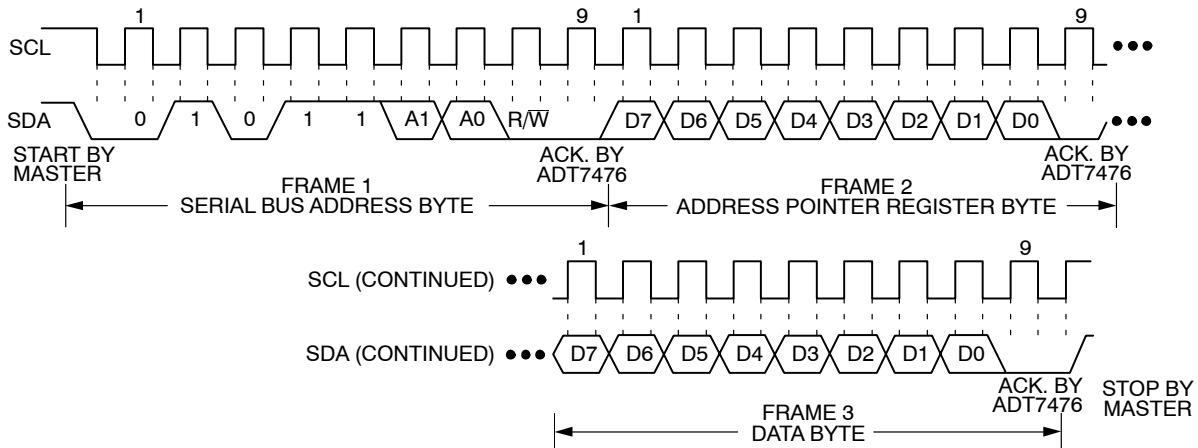 1 9 1 9
SCL
SDA 0 1 0 1 1 A1 A0 R/W̅ D7 D6 D5 D4 D3 D2 D1 D0
START BY
MASTER
ACK. BY
ADT7476
ACK. BY
ADT7476
FRAME 1
SERIAL BUS ADDRESS BYTE
FRAME 2
ADDRESS POINTER REGISTER BYTE
1 9
SCL (CONTINUED)
SDA (CONTINUED) D7 D6 D5 D4 D3 D2 D1 D0
ACK. BY
ADT7476
STOP BY
MASTER
FRAME 3
DATA BYTE